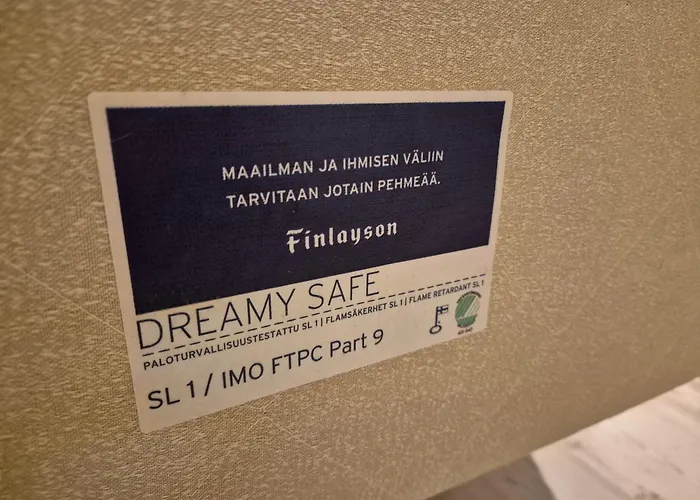 MAAILMAN JA IHMISEN VÄLIIN
TARVITAAN JOTAIN PEHMEÄÄ.
Finlayson
DREAMY SAFE
PALOTURVALLISUUSTESTATTU SL 1 | FLAMSÄKERHET SL 1 | FLAME RETARDANT SL 1
SL 1 / IMO FTPC Part 9